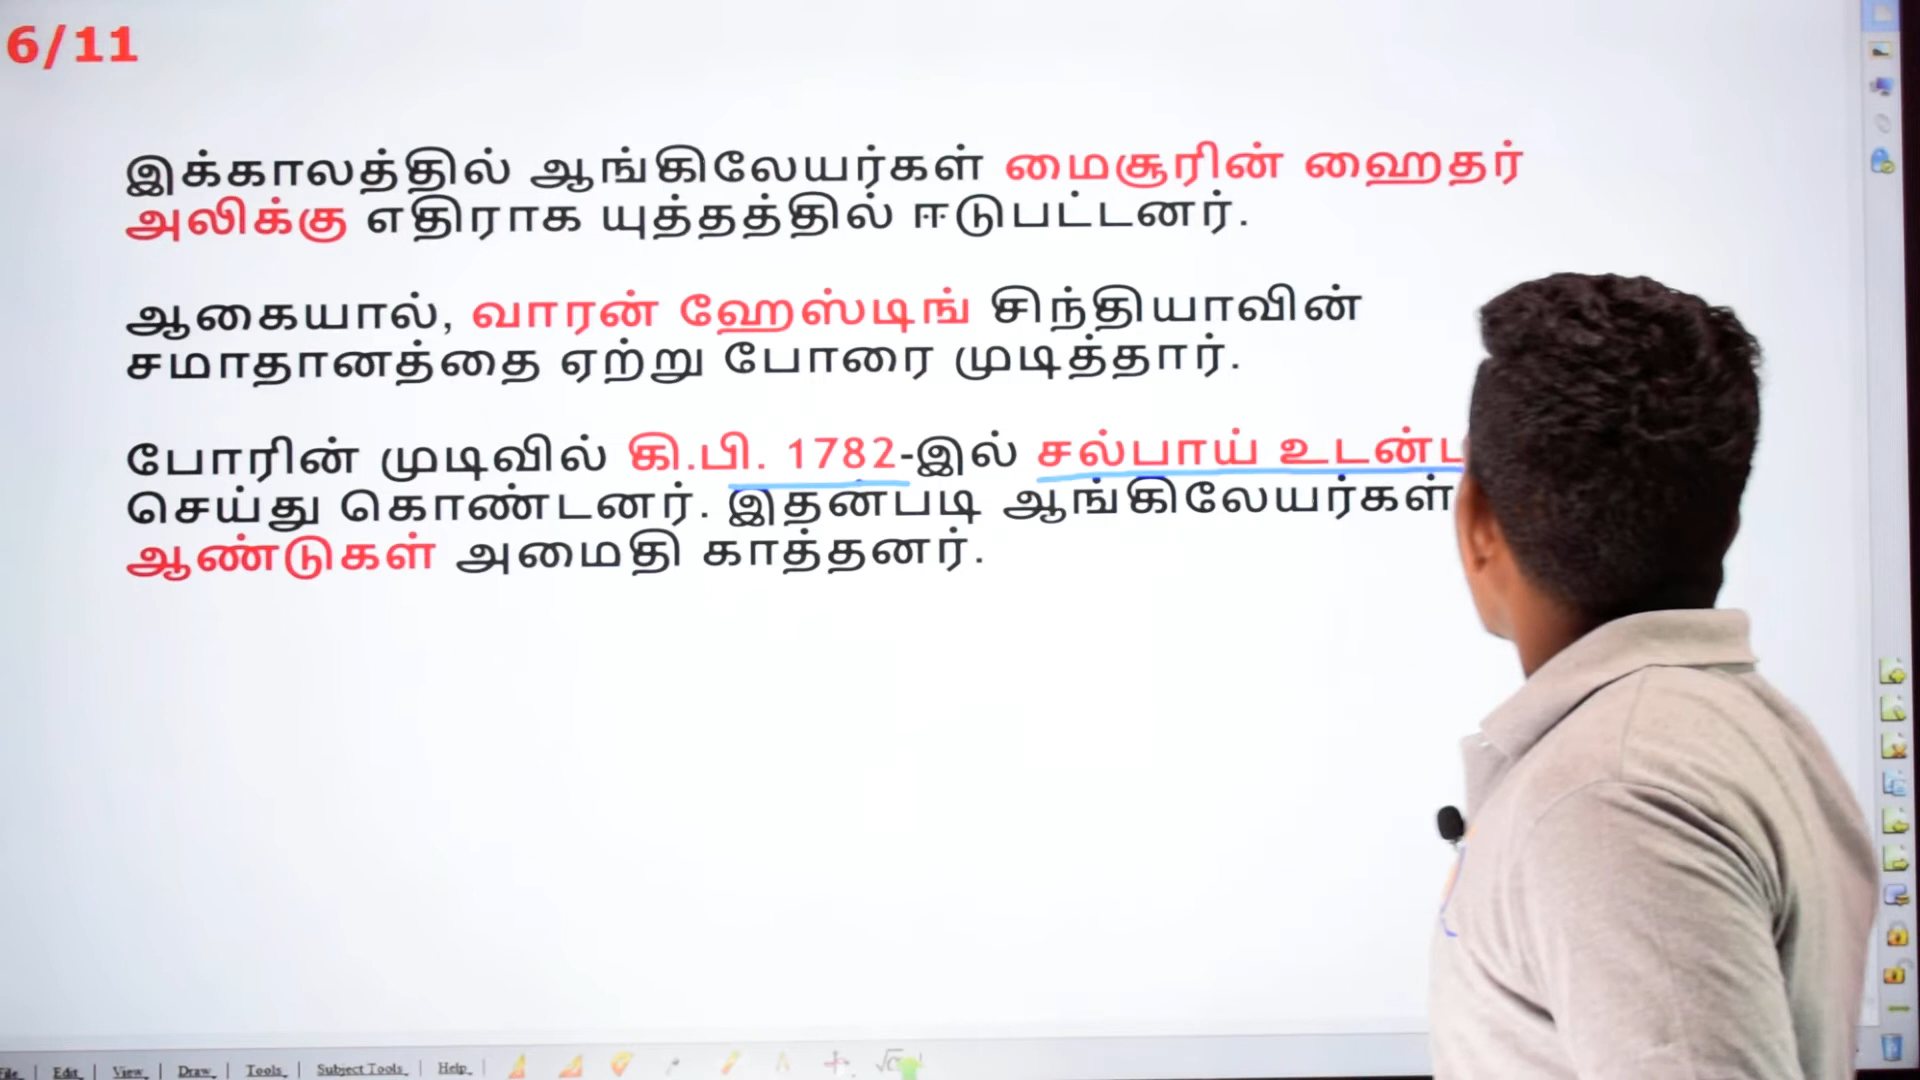 6/11
இக்காலத்தில் ஆங்கிலேயர்கள் மைசூரின் ஹைதர்
அலிக்கு எதிராக யுத்தத்தில் ஈடுபட்டனர்.
ஆகையால், வாரன் ஹேஸ்டிங் சிந்தியாவின்
சமாதானத்தை ஏற்று போரை முடித்தார்.
போரின் முடிவில் கி.பி. 1782-இல் சல்பாய்
செய்து கொண்டனர். இதன்படி ஆங்கிலேயர்கள்
ஆண்டுகள் அமைதி காத்தனர்.
File Edit View Draw Tools Subject Tools Help